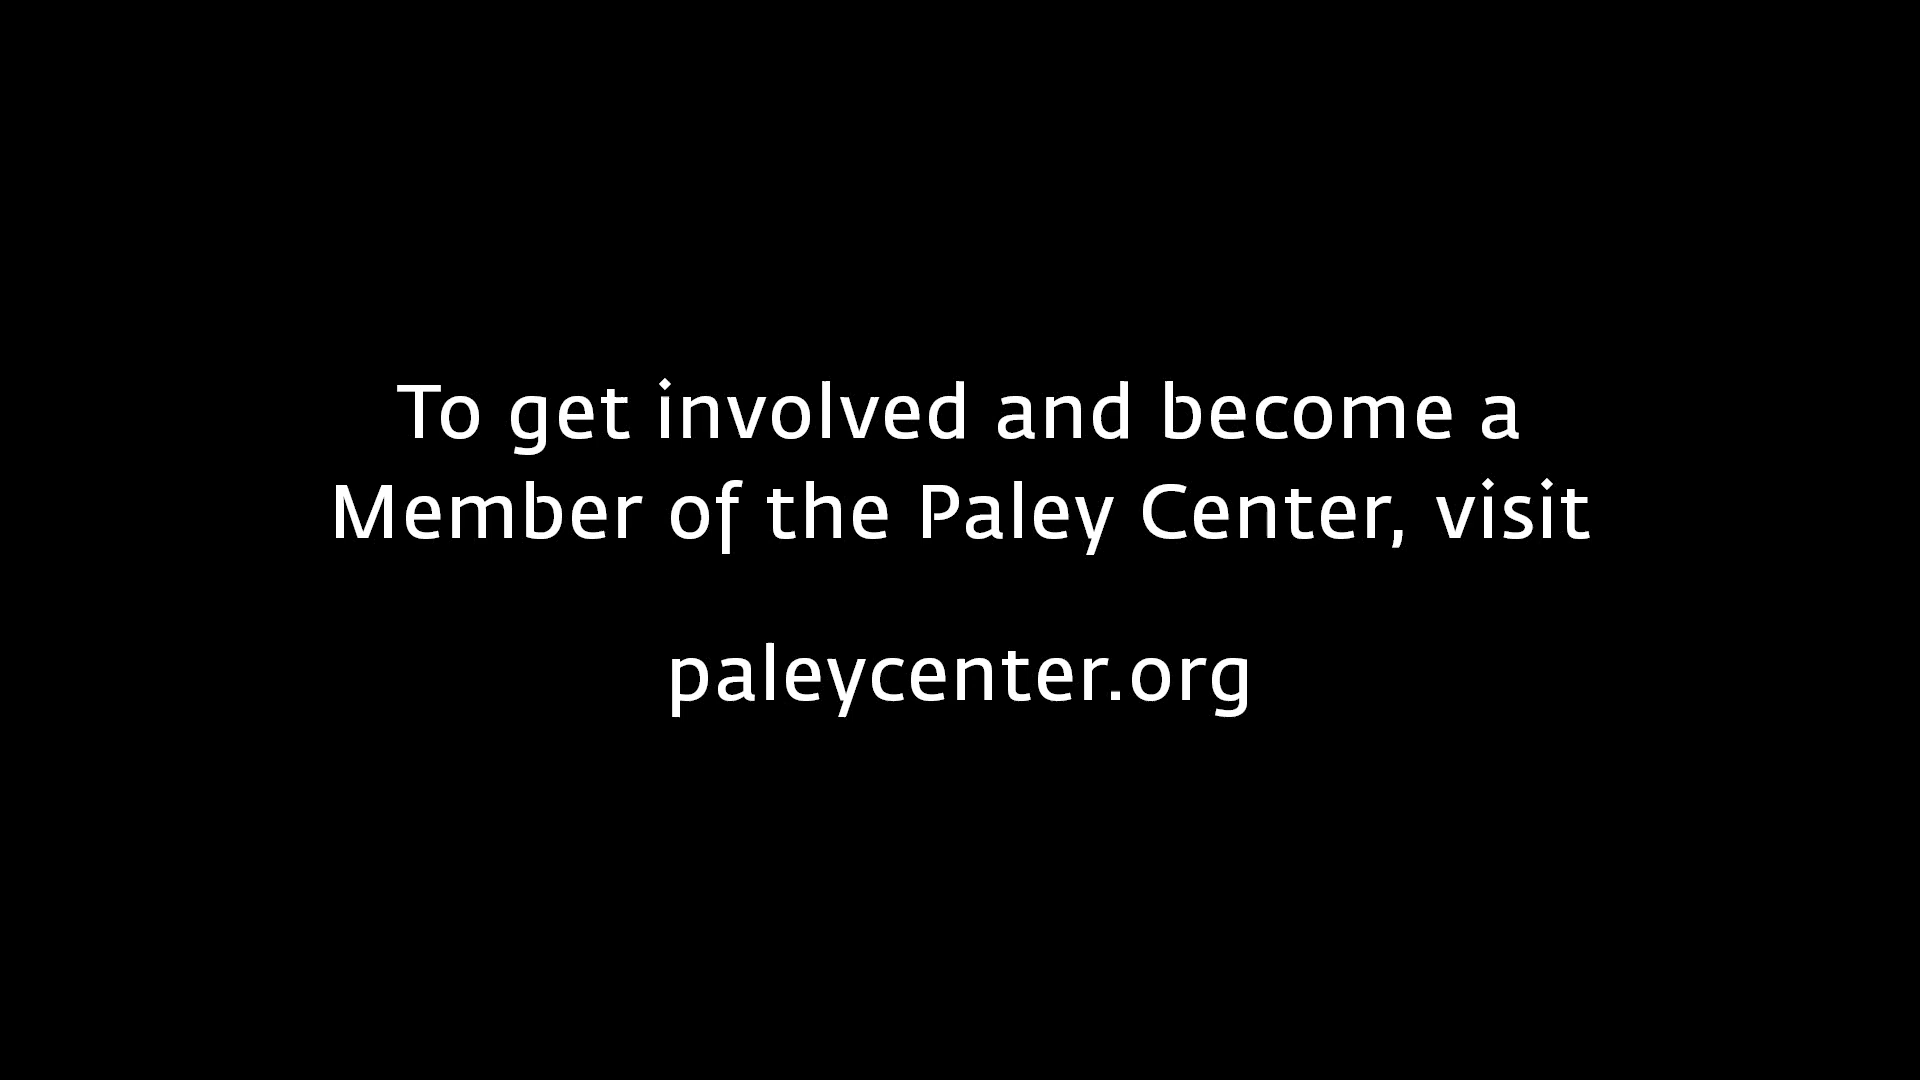 To get involved and become a
Member of the Paley Center, visit
paleycenter.org